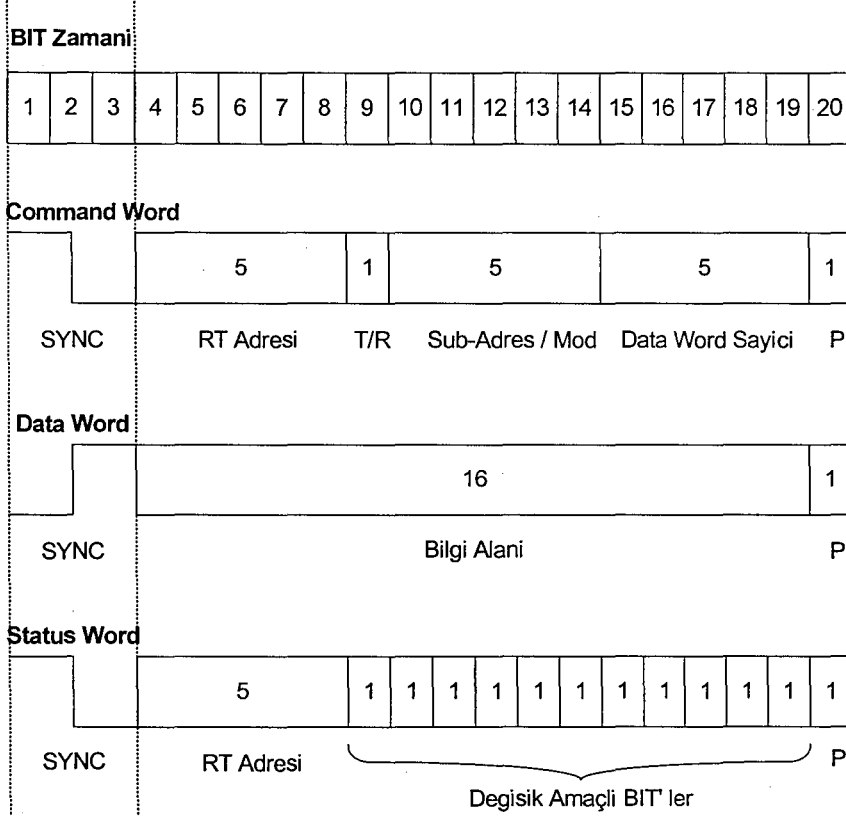 BIT Zamani
1 2 3 4 5 6 7 8 9 10 11 12 13 14 15 16 17 18 19 20
Command Word
5 1 5 5 1
SYNC RT Adresi T/R Sub-Adres / Mod Data Word Sayici P
Data Word
16 1
SYNC Bilgi Alani P
Status Word
5 1 1 1 1 1 1 1 1 1 1 1 1
SYNC RT Adresi P
Degisik Amaçli BIT' ler